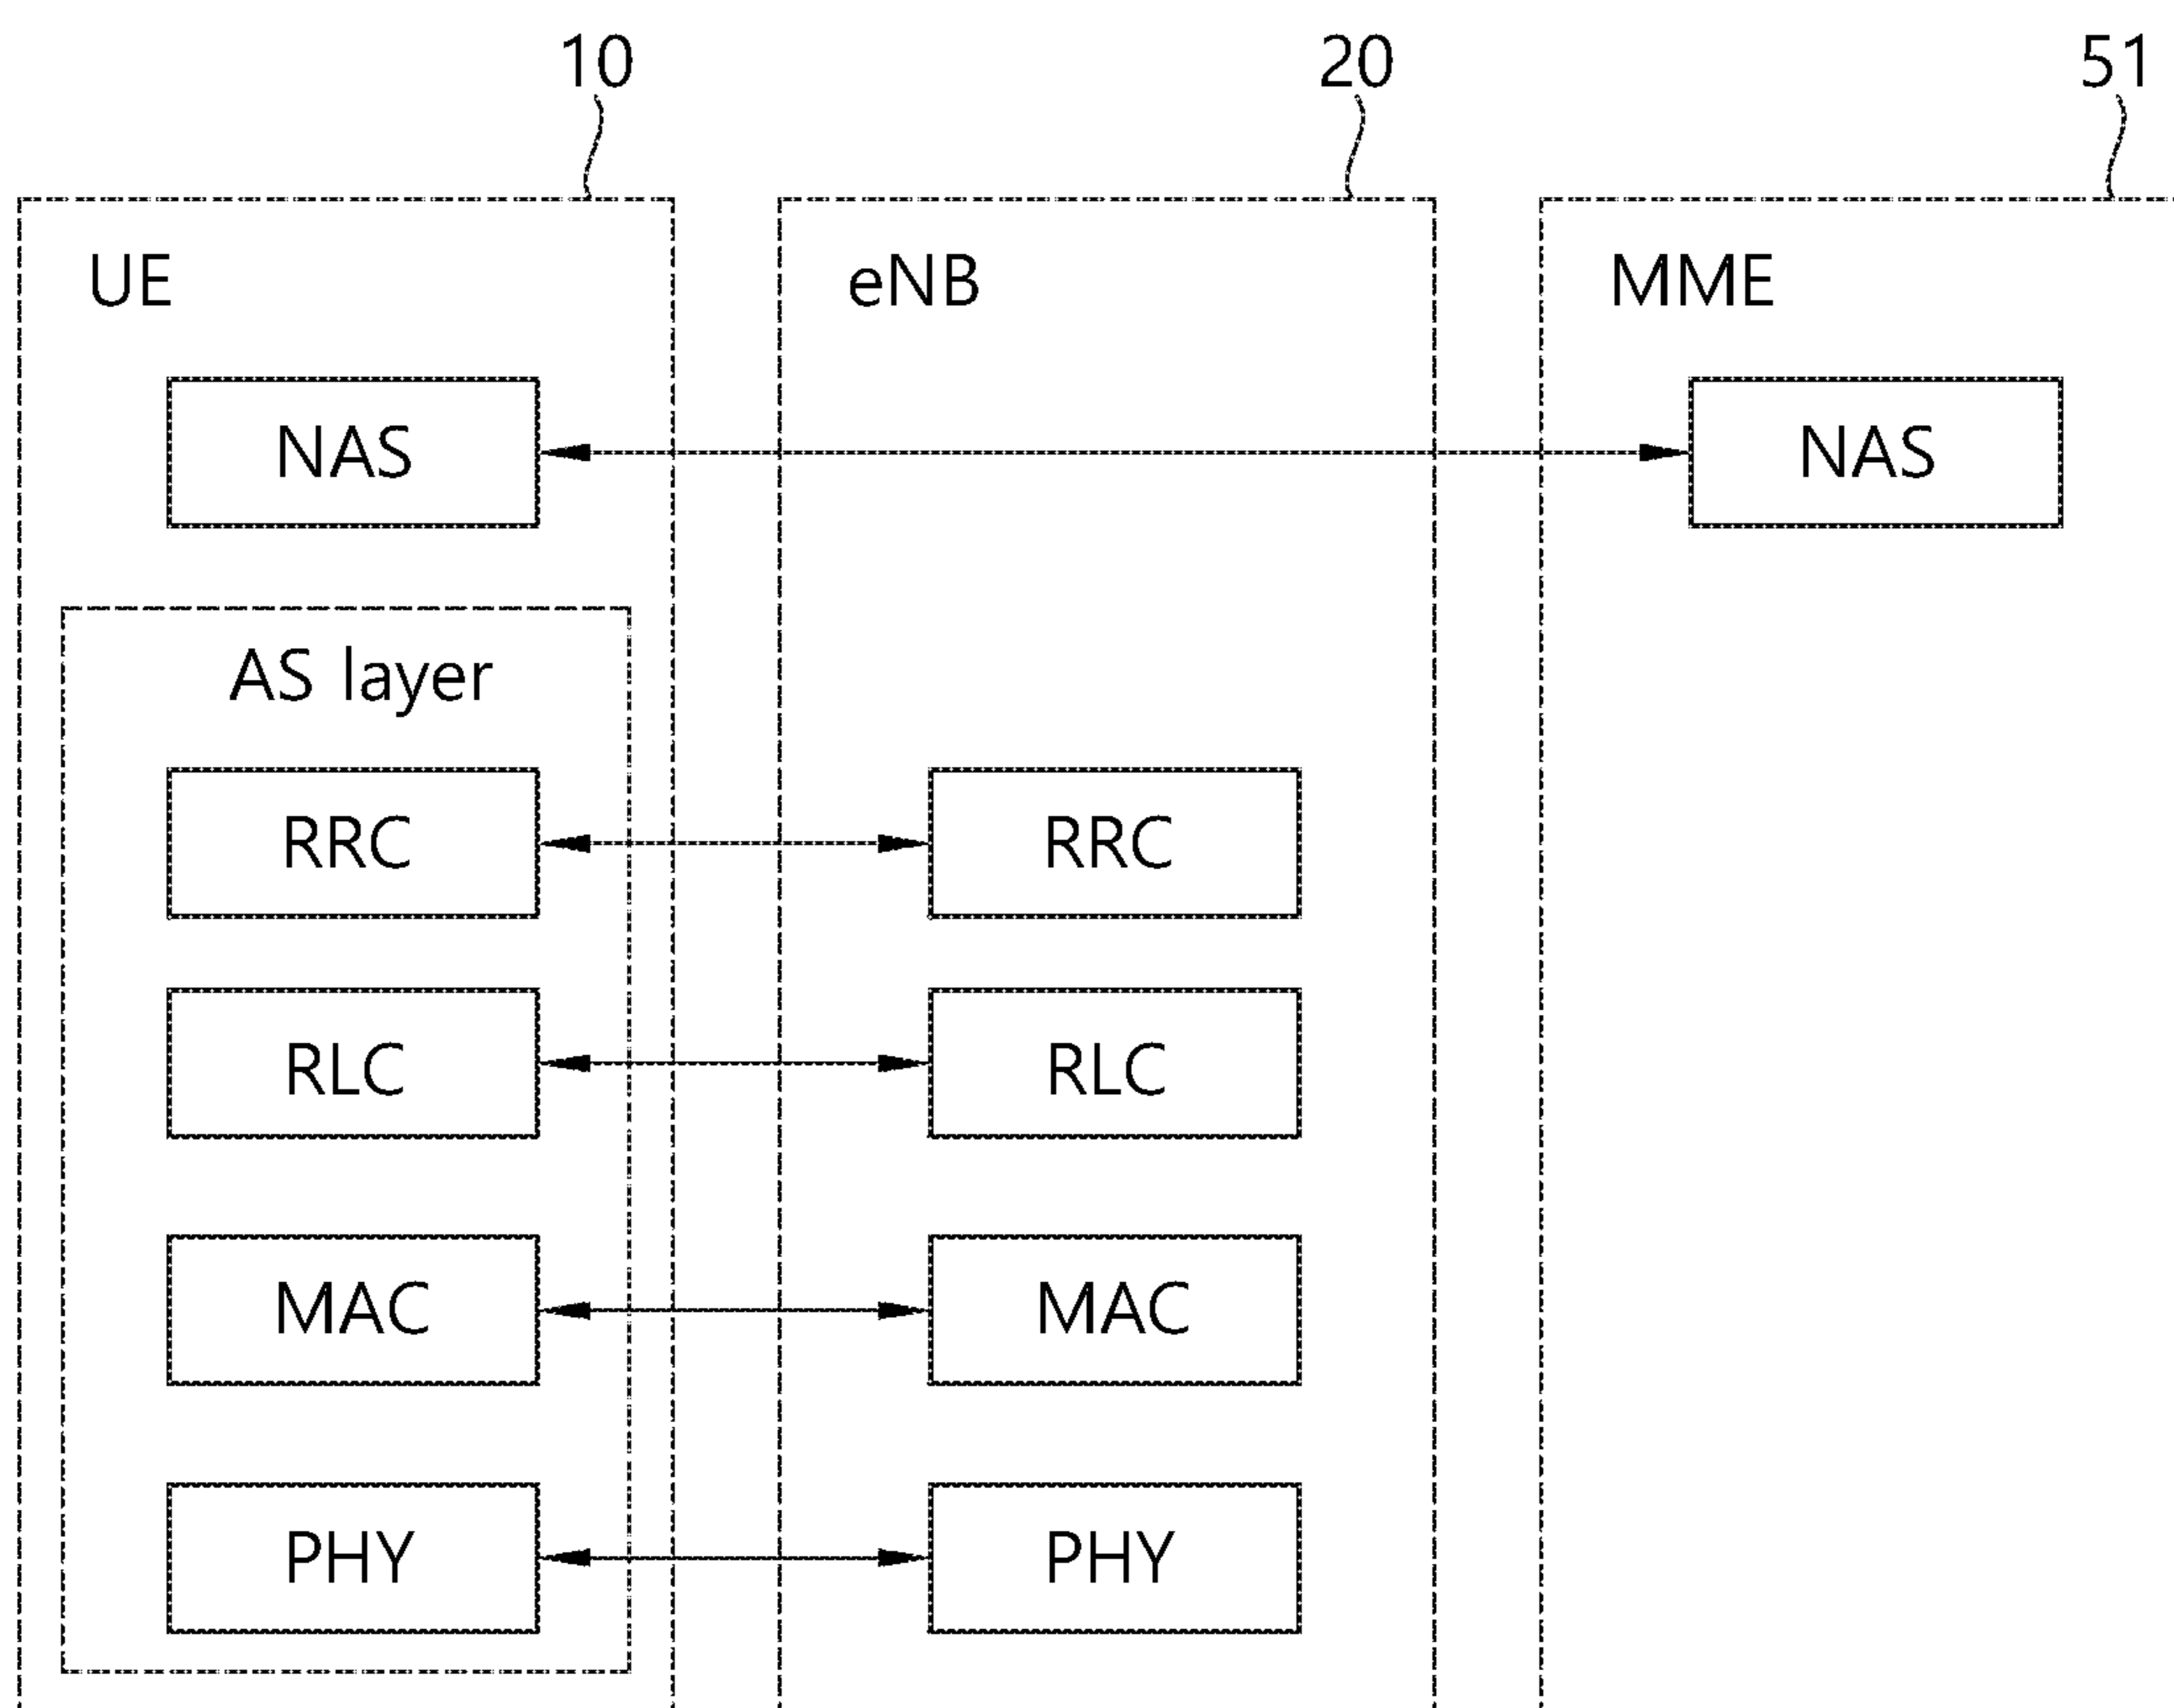 10 20 51
UE eNB MME
NAS NAS
AS layer
RRC RRC
RLC RLC
MAC MAC
PHY PHY